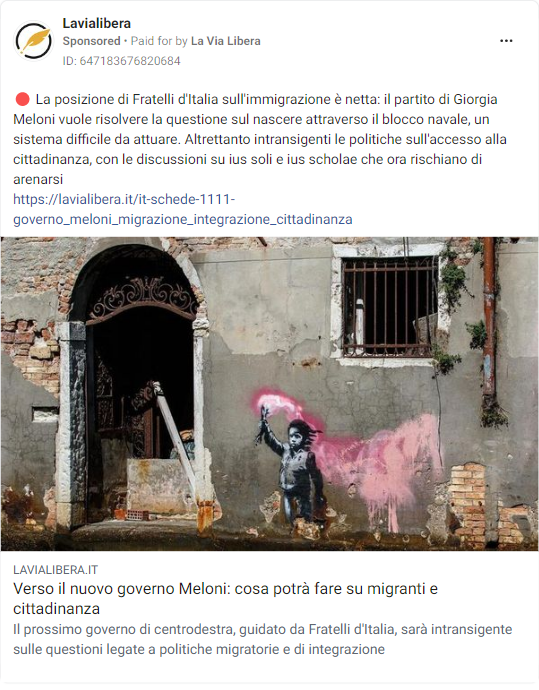 Lavialibera
Sponsored • Paid for by La Via Libera
ID: 647183676820684
🔴 La posizione di Fratelli d'Italia sull'immigrazione è netta: il partito di Giorgia
Meloni vuole risolvere la questione sul nascere attraverso il blocco navale, un
sistema difficile da attuare. Altrettanto intransigenti le politiche sull'accesso alla
cittadinanza, con le discussioni su ius soli e ius scholae che ora rischiano di
arenarsi
https://lavialibera.it/it-schede-1111-
governo_meloni_migrazione_integrazione_cittadinanza
LAVIALIBERA.IT
Verso il nuovo governo Meloni: cosa potrà fare su migranti e
cittadinanza
Il prossimo governo di centrodestra, guidato da Fratelli d'Italia, sarà intransigente
sulle questioni legate a politiche migratorie e di integrazione